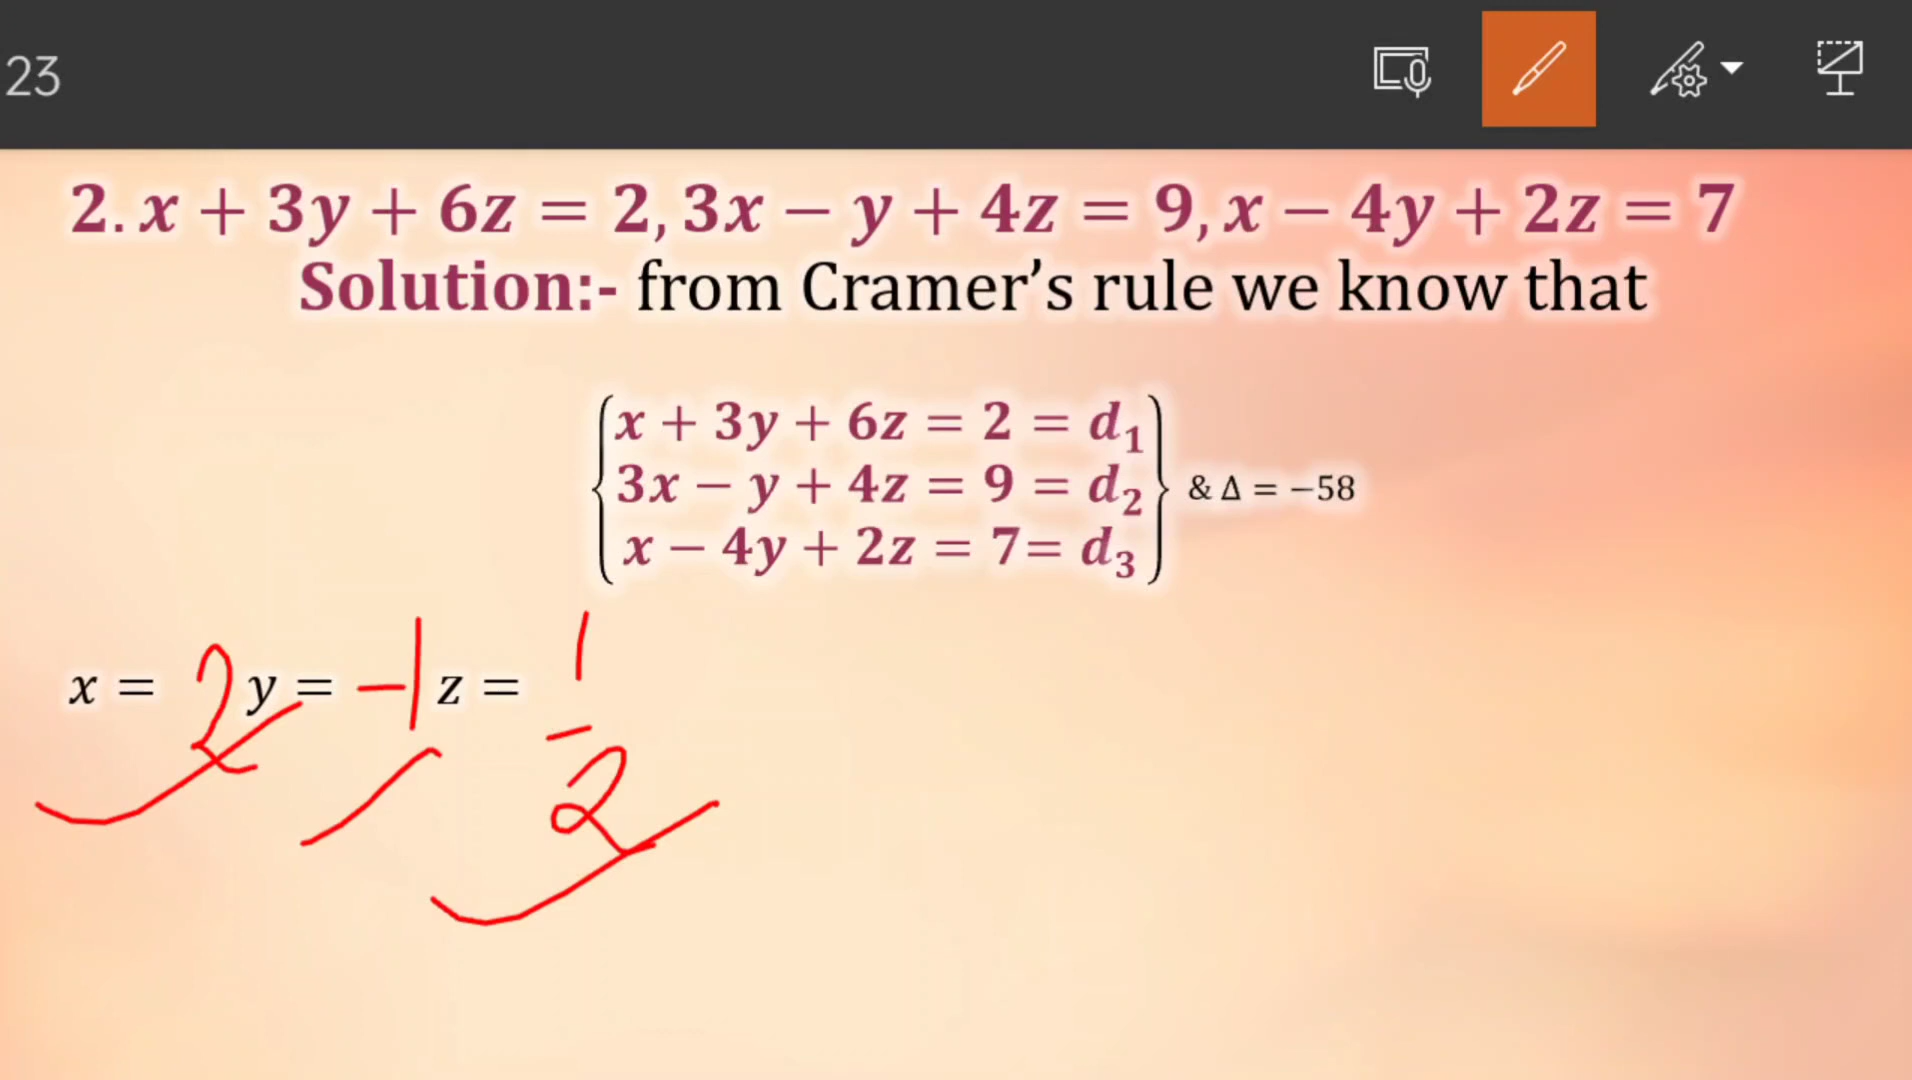 23
2. x + 3y + 6z = 2, 3x − y + 4z = 9, x − 4y + 2z = 7
Solution:- from Cramer’s rule we know that
x + 3y + 6z = 2 = d₁
3x − y + 4z = 9 = d₂ & Δ = −58
x − 4y + 2z = 7= d₃
x = 2 y = −1 z = 1/2